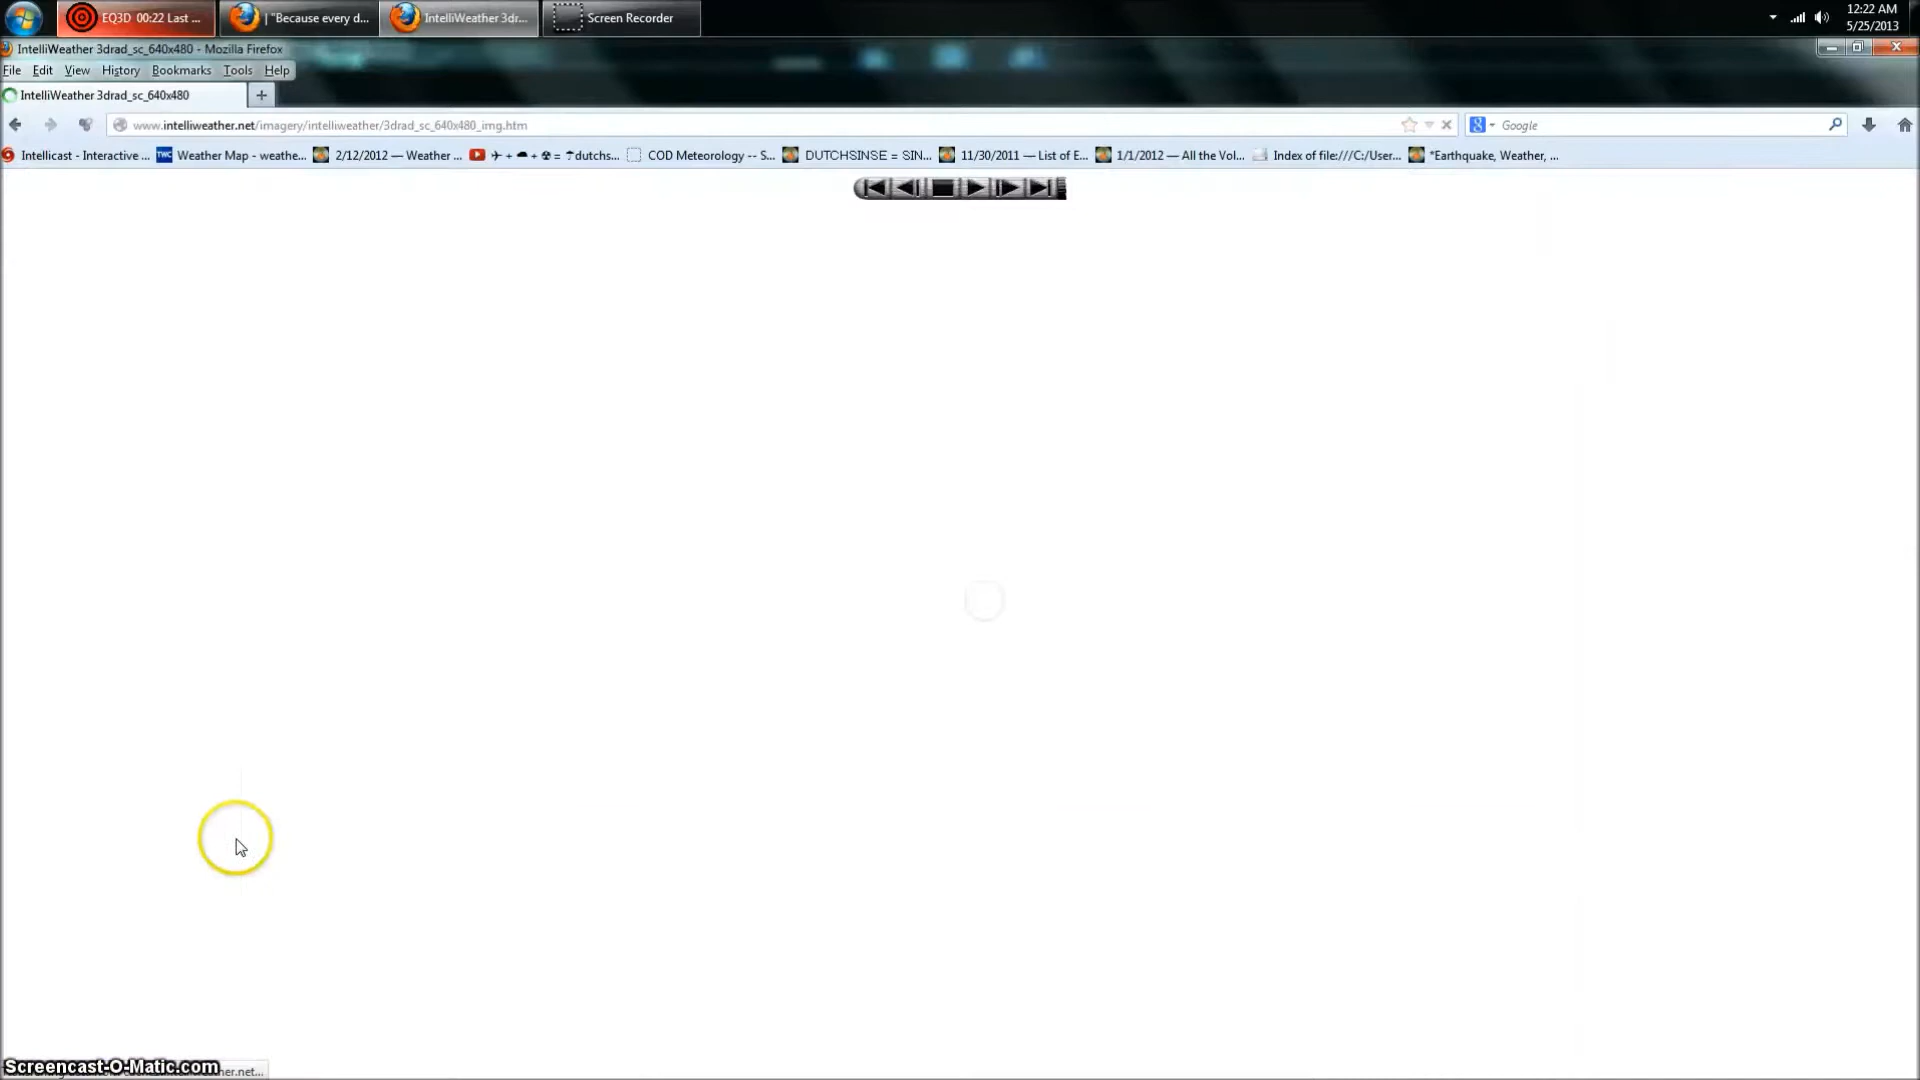 EQ3D 00:22 Last ...
| "Because every d...
IntelliWeather 3dr...
Screen Recorder
12:22 AM
5/25/2013
IntelliWeather 3drad_sc_640x480 - Mozilla Firefox
File Edit View History Bookmarks Tools Help
IntelliWeather 3drad_sc_640x480
www.intelliweather.net/imagery/intelliweather/3drad_sc_640x480_img.htm
Google
Intellicast - Interactive ...
TWC Weather Map - weathe...
2/12/2012 — Weather ...
✈ + ☁ + ☢ = ☂dutchs...
COD Meteorology -- S...
DUTCHSINSE = SIN...
11/30/2011 — List of E...
1/1/2012 — All the Vol...
Index of file:///C:/User...
*Earthquake, Weather, ...
Screencast-O-Matic.com
her.net...